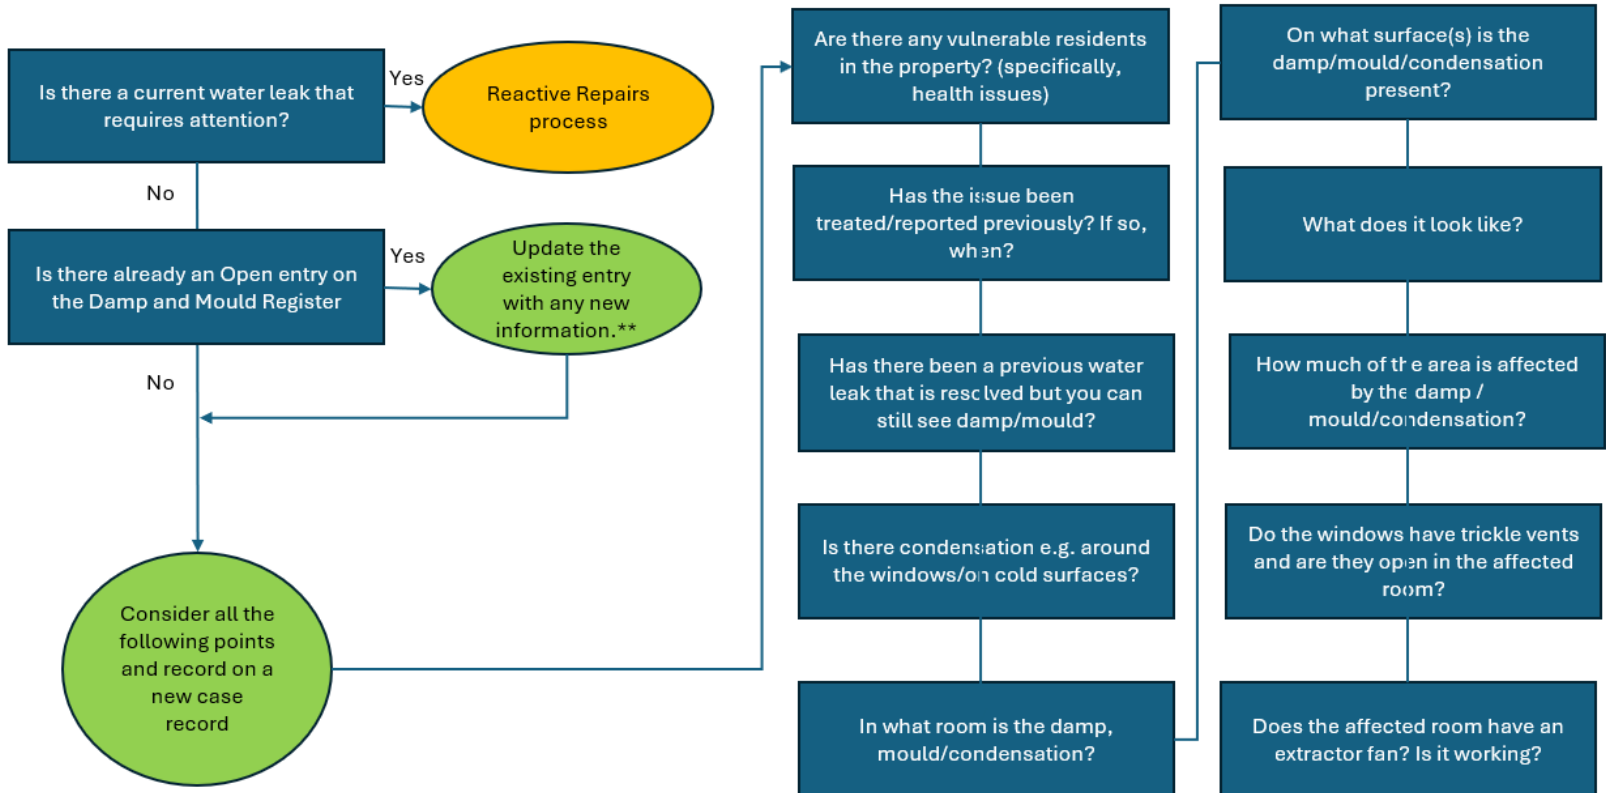 Is there a current water leak that
requires attention?
Yes
Reactive Repairs
process
No
Is there already an Open entry on
the Damp and Mould Register
Yes
Update the
existing entry
with any new
information.**
No
Consider all the
following points
and record on a
new case
record
Are there any vulnerable residents
in the property? (specifically,
health issues)
Has the issue been
treated/reported previously? If so,
when?
Has there been a previous water
leak that is resolved but you can
still see damp/mould?
Is there condensation e.g. around
the windows/on cold surfaces?
In what room is the damp,
mould/condensation?
On what surface(s) is the
damp/mould/condensation
present?
What does it look like?
How much of the area is affected
by the damp /
mould/condensation?
Do the windows have trickle vents
and are they open in the affected
room?
Does the affected room have an
extractor fan? Is it working?